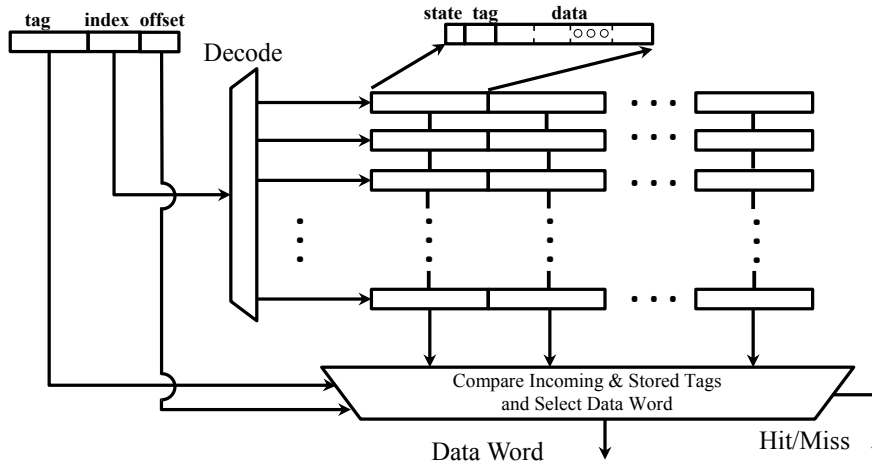 state tag data
tag index offset
Decode
Compare Incoming & Stored Tags
and Select Data Word
Data Word
Hit/Miss